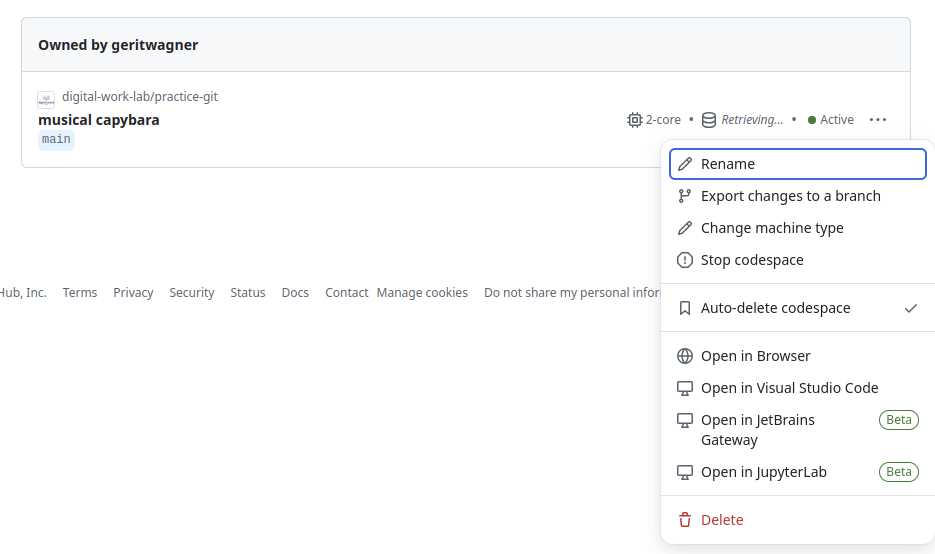 Owned by geritwagner
digital-work-lab/practice-git
musical capybara
2-core • Retrieving... • Active ···
main
Rename
Export changes to a branch
Change machine type
Stop codespace
Hub, Inc. Terms Privacy Security Status Docs Contact Manage cookies Do not share my personal infor
Auto-delete codespace
Open in Browser
Open in Visual Studio Code
Open in JetBrains Beta
Gateway
Open in JupyterLab Beta
Delete